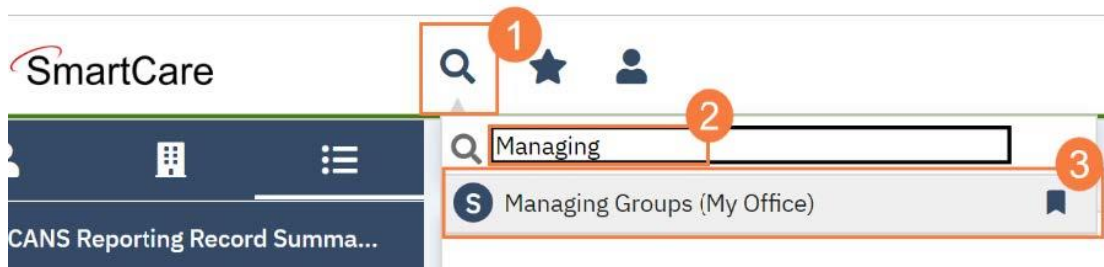 SmartCare
1
2
Managing
3
S Managing Groups (My Office)
CANS Reporting Record Summa...